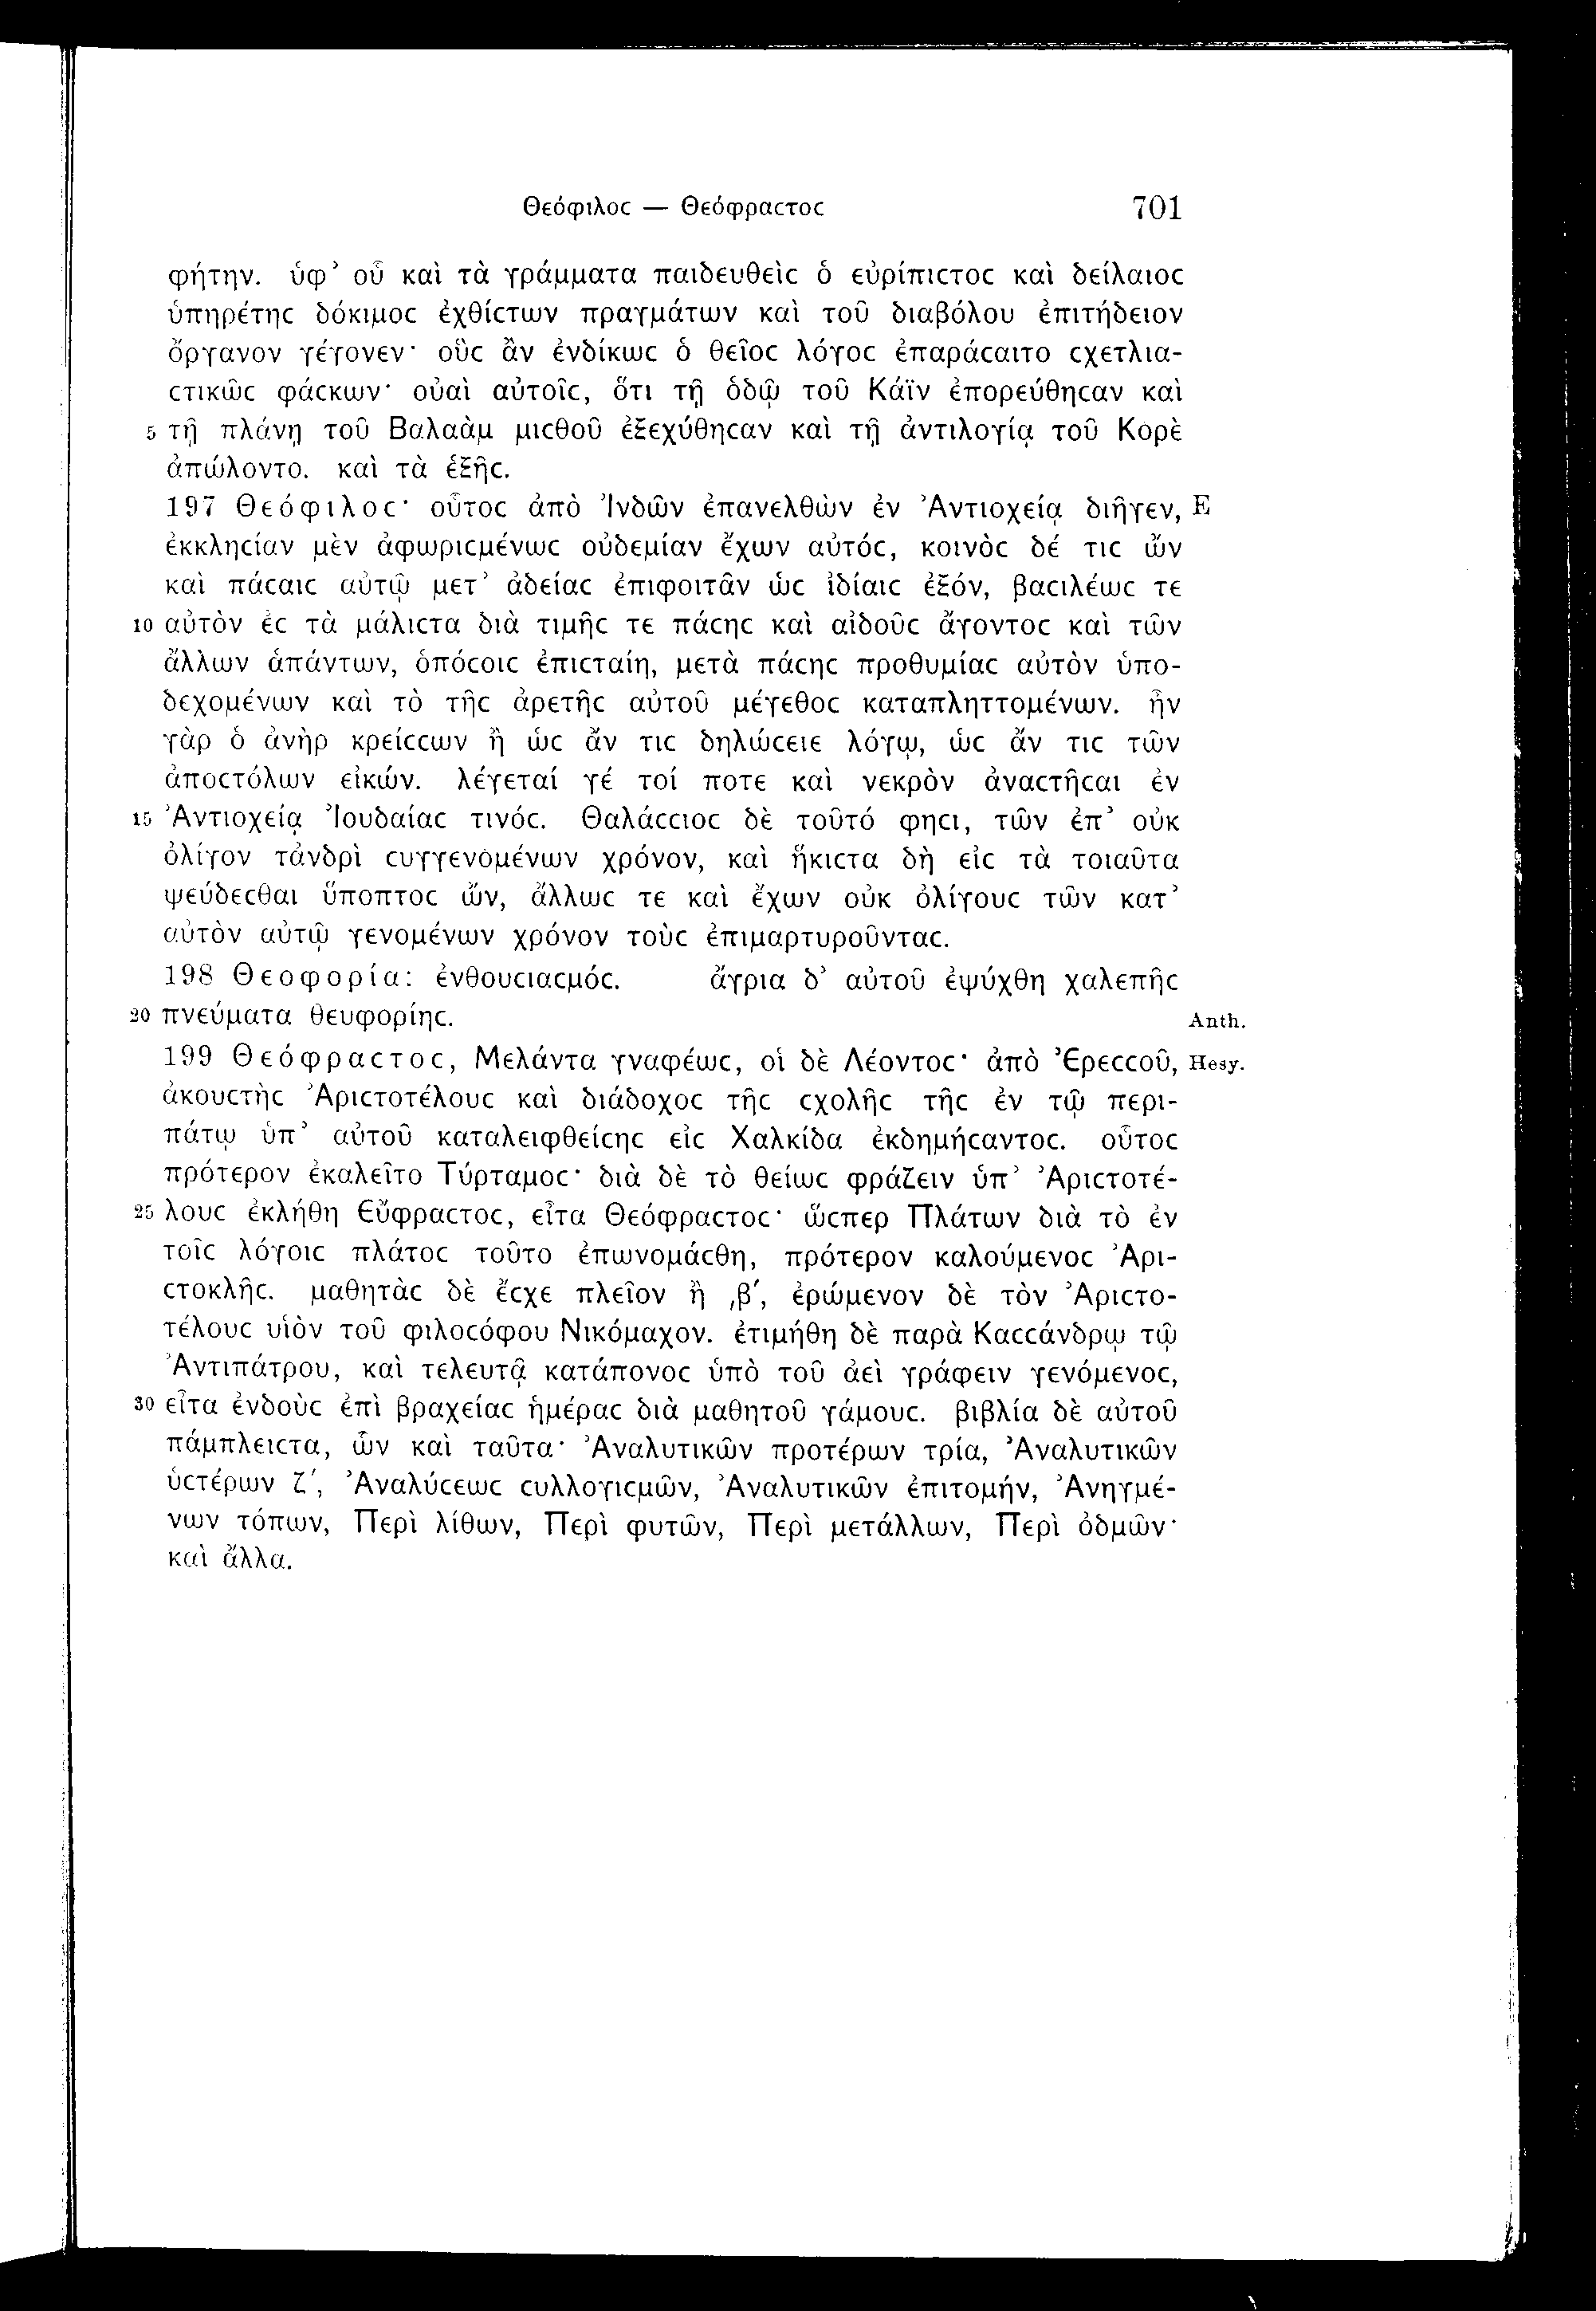 Θεόφιλοϲ — Θεόφραϲτοϲ 701
φήτην. ὑφ’ οὗ καὶ τὰ γράμματα παιδευθεὶϲ ὁ εὐρίπιϲτοϲ καὶ δείλαιοϲ
ὑπηρέτηϲ δόκιμοϲ ἐχθίϲτων πραγμάτων καὶ τοῦ διαβόλου ἐπιτήδειον
ὄργανον γέγονεν· οὓϲ ἂν ἐνδίκωϲ ὁ θεῖοϲ λόγοϲ ἐπαράϲαιτο ϲχετλια-
ϲτικῶϲ φάϲκων· οὐαὶ αὐτοῖϲ, ὅτι τῇ ὁδῷ τοῦ Κάϊν ἐπορεύθηϲαν καὶ
5 τῇ πλάνῃ τοῦ Βαλαὰμ μιϲθοῦ ἐξεχύθηϲαν καὶ τῇ ἀντιλογίᾳ τοῦ Κορὲ
ἀπώλοντο. καὶ τὰ ἑξῆϲ.
197 Θεόφιλοϲ· οὗτοϲ ἀπὸ Ἰνδῶν ἐπανελθὼν ἐν Ἀντιοχείᾳ διῆγεν, E
ἐκκληϲίαν μὲν ἀφωριϲμένωϲ οὐδεμίαν ἔχων αὐτόϲ, κοινὸϲ δέ τιϲ ὢν
καὶ πάϲαιϲ αὐτῷ μετ’ ἀδείαϲ ἐπιφοιτᾶν ὡϲ ἰδίαιϲ ἐξόν, βαϲιλέωϲ τε
10 αὐτὸν ἐϲ τὰ μάλιϲτα διὰ τιμῆϲ τε πάϲηϲ καὶ αἰδοῦϲ ἄγοντοϲ καὶ τῶν
ἄλλων ἁπάντων, ὁπόϲοιϲ ἐπιϲταίη, μετὰ πάϲηϲ προθυμίαϲ αὐτὸν ὑπο-
δεχομένων καὶ τὸ τῆϲ ἀρετῆϲ αὐτοῦ μέγεθοϲ καταπληττομένων. ἦν
γὰρ ὁ ἀνὴρ κρείϲϲων ἢ ὡϲ ἄν τιϲ δηλώϲειε λόγῳ, ὡϲ ἄν τιϲ τῶν
ἀποϲτόλων εἰκών. λέγεταί γέ τοί ποτε καὶ νεκρὸν ἀναϲτῆϲαι ἐν
15 Ἀντιοχείᾳ Ἰουδαίαϲ τινόϲ. Θαλάϲϲιοϲ δὲ τοῦτό φηϲι, τῶν ἐπ’ οὐκ
ὀλίγον τἀνδρὶ ϲυγγενομένων χρόνον, καὶ ἥκιϲτα δὴ εἰϲ τὰ τοιαῦτα
ψεύδεϲθαι ὕποπτοϲ ὤν, ἄλλωϲ τε καὶ ἔχων οὐκ ὀλίγουϲ τῶν κατ’
αὐτὸν αὐτῷ γενομένων χρόνον τοὺϲ ἐπιμαρτυροῦνταϲ.
198 Θεοφορία: ἐνθουϲιαϲμόϲ. ἄγρια δ’ αὐτοῦ ἐψύχθη χαλεπῆϲ
20 πνεύματα θευφορίηϲ. Anth.
199 Θεόφραϲτοϲ, Μελάντα γναφέωϲ, οἱ δὲ Λέοντοϲ· ἀπὸ Ἐρεϲϲοῦ, Hesy.
ἀκουϲτὴϲ Ἀριϲτοτέλουϲ καὶ διάδοχοϲ τῆϲ ϲχολῆϲ τῆϲ ἐν τῷ περι-
πάτῳ ὑπ’ αὐτοῦ καταλειφθείϲηϲ εἰϲ Χαλκίδα ἐκδημήϲαντοϲ. οὗτοϲ
πρότερον ἐκαλεῖτο Τύρταμοϲ· διὰ δὲ τὸ θείωϲ φράζειν ὑπ’ Ἀριϲτοτέ-
25 λουϲ ἐκλήθη Εὔφραϲτοϲ, εἶτα Θεόφραϲτοϲ· ὥϲπερ Πλάτων διὰ τὸ ἐν
τοῖϲ λόγοιϲ πλάτοϲ τοῦτο ἐπωνομάϲθη, πρότερον καλούμενοϲ Ἀρι-
ϲτοκλῆϲ. μαθητὰϲ δὲ ἔϲχε πλεῖον ἢ ͵β’, ἐρώμενον δὲ τὸν Ἀριϲτο-
τέλουϲ υἱὸν τοῦ φιλοϲόφου Νικόμαχον. ἐτιμήθη δὲ παρὰ Καϲϲάνδρῳ τῷ
Ἀντιπάτρου, καὶ τελευτᾷ κατάπονοϲ ὑπὸ τοῦ ἀεὶ γράφειν γενόμενοϲ,
30 εἶτα ἐνδοὺϲ ἐπὶ βραχείαϲ ἡμέραϲ διὰ μαθητοῦ γάμουϲ. βιβλία δὲ αὐτοῦ
πάμπλειϲτα, ὧν καὶ ταῦτα· Ἀναλυτικῶν προτέρων τρία, Ἀναλυτικῶν
ὑϲτέρων ζ’, Ἀναλύϲεωϲ ϲυλλογιϲμῶν, Ἀναλυτικῶν ἐπιτομήν, Ἀνηγμέ-
νων τόπων, Περὶ λίθων, Περὶ φυτῶν, Περὶ μετάλλων, Περὶ ὀδμῶν·
καὶ ἄλλα.